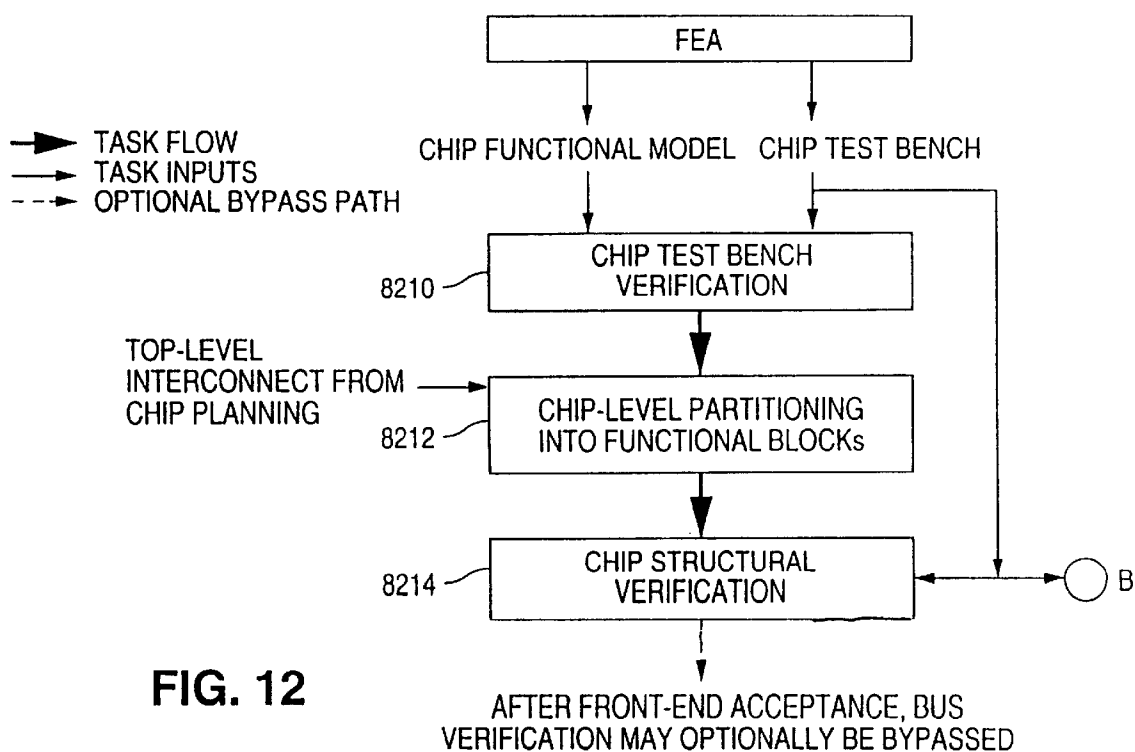 FEA
TASK FLOW
TASK INPUTS
OPTIONAL BYPASS PATH
CHIP FUNCTIONAL MODEL
CHIP TEST BENCH
CHIP TEST BENCH
VERIFICATION
8210
TOP-LEVEL
INTERCONNECT FROM
CHIP PLANNING
CHIP-LEVEL PARTITIONING
INTO FUNCTIONAL BLOCKs
8212
CHIP STRUCTURAL
VERIFICATION
8214
B
FIG. 12
AFTER FRONT-END ACCEPTANCE, BUS
VERIFICATION MAY OPTIONALLY BE BYPASSED